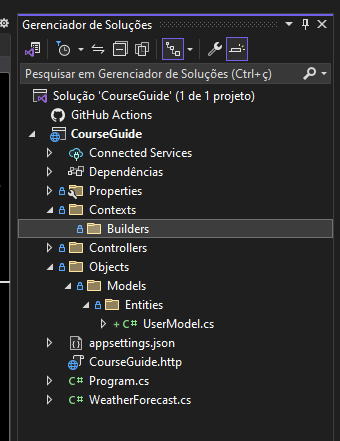 Gerenciador de Soluções
Pesquisar em Gerenciador de Soluções (Ctrl+ç)
Solução 'CourseGuide' (1 de 1 projeto)
GitHub Actions
CourseGuide
Connected Services
Dependências
Properties
Contexts
Builders
Controllers
Objects
Models
Entities
+ C# UserModel.cs
appsettings.json
CourseGuide.http
C# Program.cs
C# WeatherForecast.cs